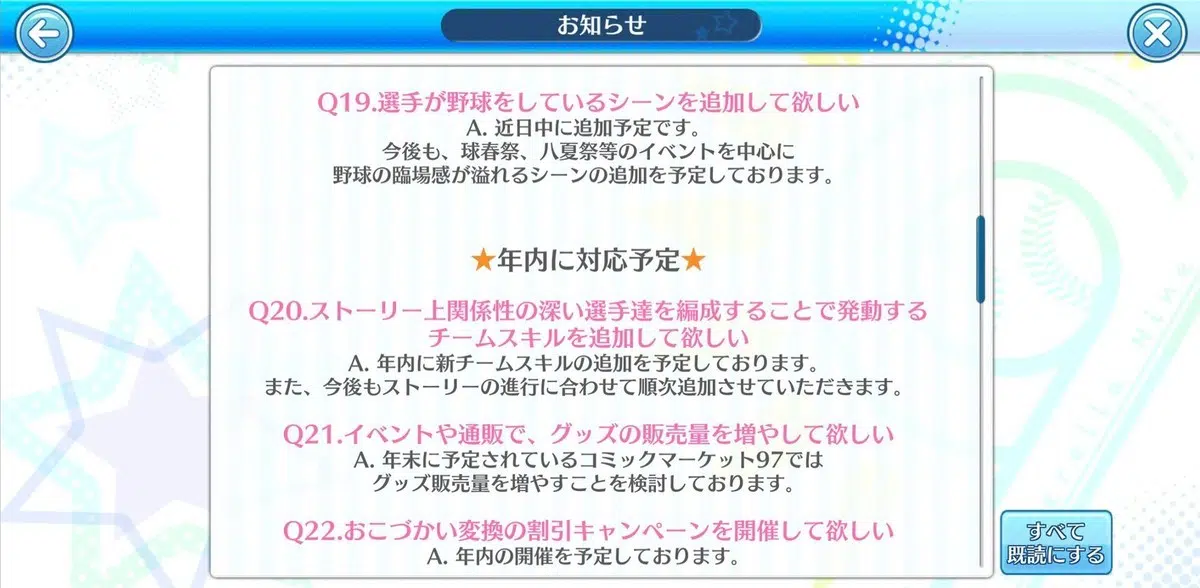 お知らせ
Q19.選手が野球をしているシーンを追加して欲しい
A. 近日中に追加予定です。
今後も、球春祭、八夏祭等のイベントを中心に
野球の臨場感が溢れるシーンの追加を予定しております。
★年内に対応予定★
Q20.ストーリー上関係性の深い選手達を編成することで発動する
チームスキルを追加して欲しい
A. 年内に新チームスキルの追加を予定しております。
また、今後もストーリーの進行に合わせて順次追加させていただきます。
Q21.イベントや通販で、グッズの販売量を増やして欲しい
A. 年末に予定されているコミックマーケット97では
グッズ販売量を増やすことを検討しております。
Q22.おこづかい変換の割引キャンペーンを開催して欲しい
A. 年内の開催を予定しております。
すべて
既読にする